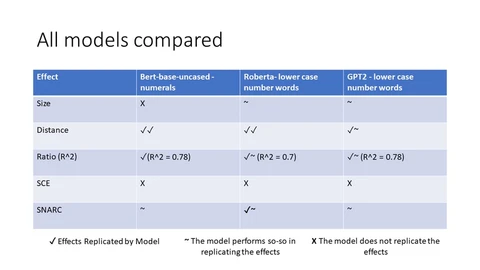 All models compared
Effect
Bert-base-uncased -
numerals
Roberta- lower case
number words
GPT2 - lower case
number words
Size
X
~
~
Distance
✓✓
✓✓
✓~
Ratio (R^2)
✓(R^2 = 0.78)
✓~ (R^2 = 0.7)
✓~ (R^2 = 0.78)
SCE
X
X
X
SNARC
~
✓~
~
✓ Effects Replicated by Model
~ The model performs so-so in
replicating the effects
X The model does not replicate the
effects